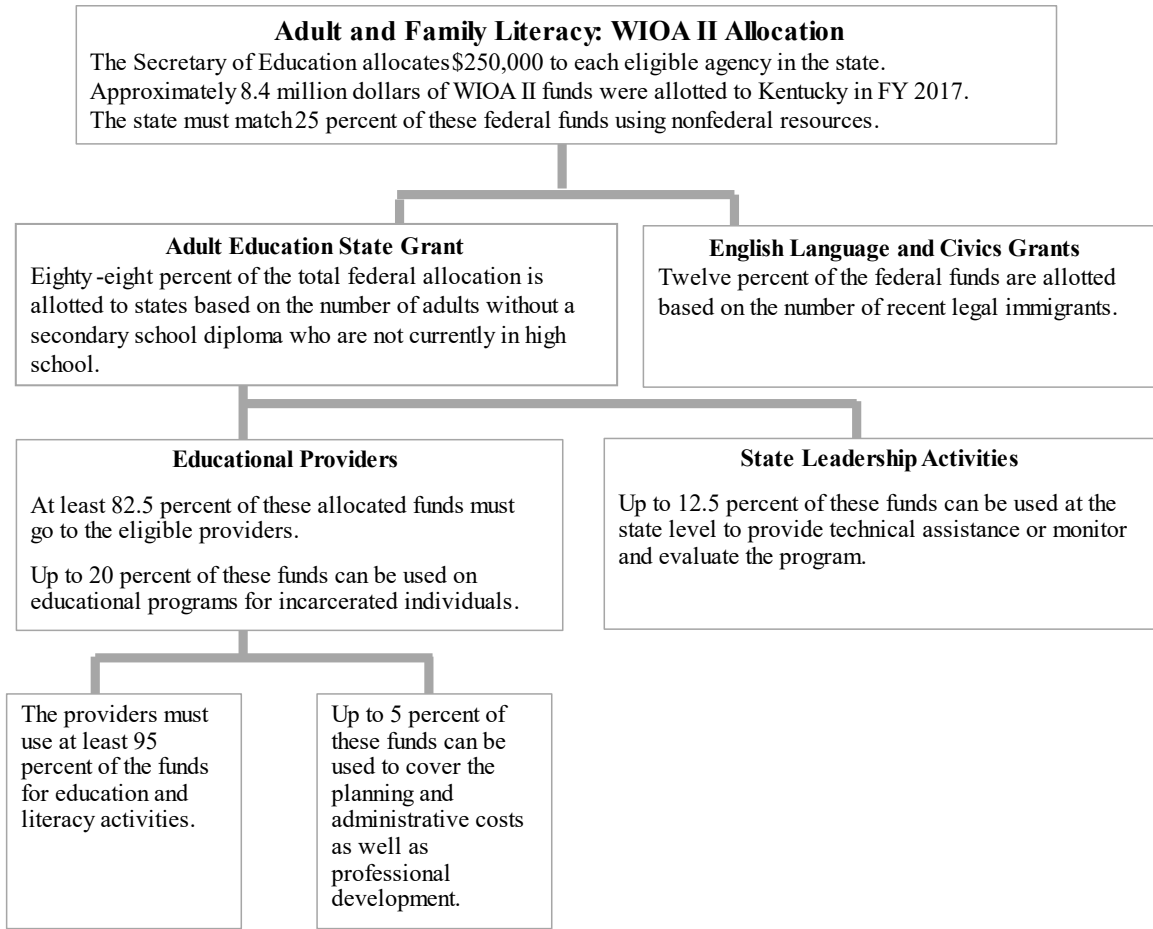 Adult and Family Literacy: WIOA II Allocation
The Secretary of Education allocates $250,000 to each eligible agency in the state.
Approximately 8.4 million dollars of WIOA II funds were allotted to Kentucky in FY 2017.
The state must match 25 percent of these federal funds using nonfederal resources.
Adult Education State Grant
Eighty-eight percent of the total federal allocation is
allotted to states based on the number of adults without a
secondary school diploma who are not currently in high
school.
English Language and Civics Grants
Twelve percent of the federal funds are allotted
based on the number of recent legal immigrants.
Educational Providers
At least 82.5 percent of these allocated funds must
go to the eligible providers.
Up to 20 percent of these funds can be used on
educational programs for incarcerated individuals.
State Leadership Activities
Up to 12.5 percent of these funds can be used at the
state level to provide technical assistance or monitor
and evaluate the program.
The providers must
use at least 95
percent of the funds
for education and
literacy activities.
Up to 5 percent of
these funds can be
used to cover the
planning and
administrative costs
as well as
professional
development.